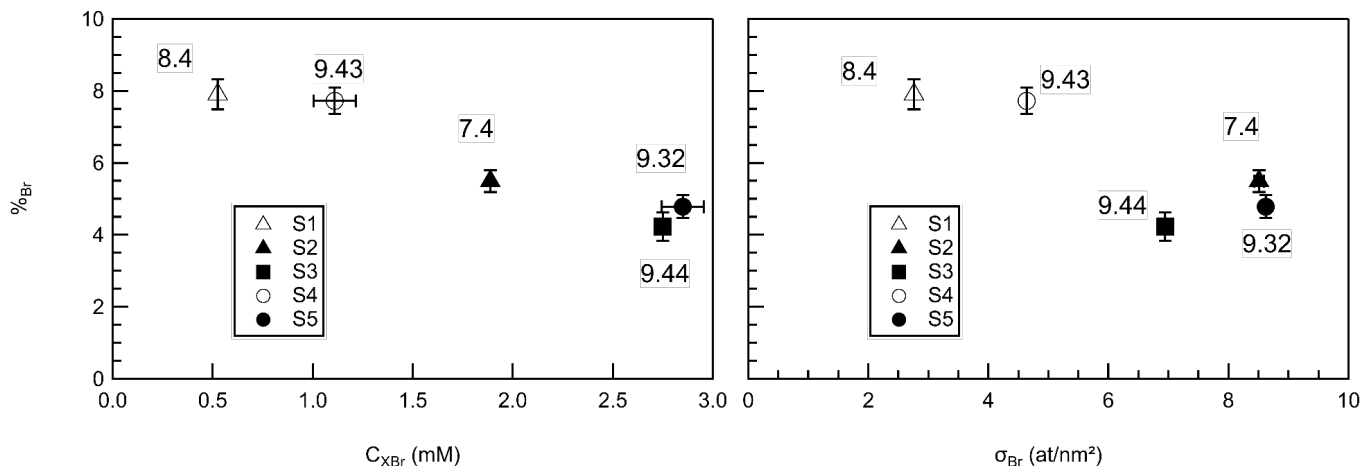 %Br
10
8
6
4
2
0
8.4
9.43
7.4
9.32
9.44
S1
S2
S3
S4
S5
0.0 0.5 1.0 1.5 2.0 2.5 3.0
CXBr (mM)
8.4
9.43
7.4
9.44
9.32
S1
S2
S3
S4
S5
0 2 4 6 8 10
σBr (at/nm²)